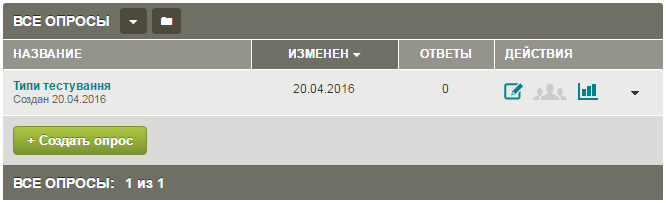 ВСЕ ОПРОСЫ
НАЗВАНИЕ ИЗМЕНЕН ОТВЕТЫ ДЕЙСТВИЯ
Типи тестування 20.04.2016 0
Создан 20.04.2016
+ Создать опрос
ВСЕ ОПРОСЫ: 1 из 1